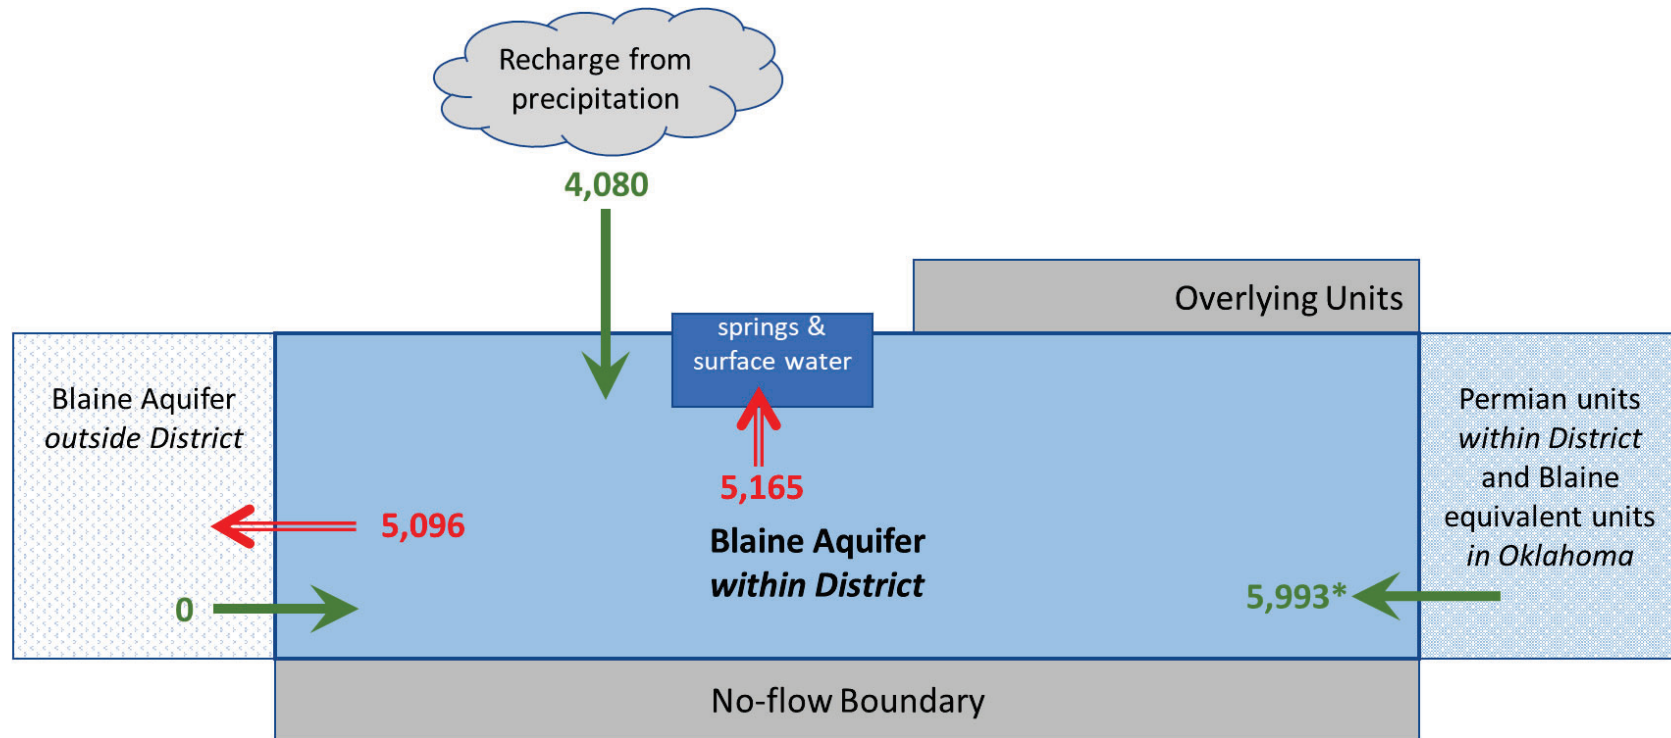 Recharge from
precipitation
4,080
Overlying Units
springs &
surface water
Blaine Aquifer
outside District
Permian units
within District
and Blaine
equivalent units
in Oklahoma
5,165
5,096
Blaine Aquifer
within District
0
5,993*
No-flow Boundary